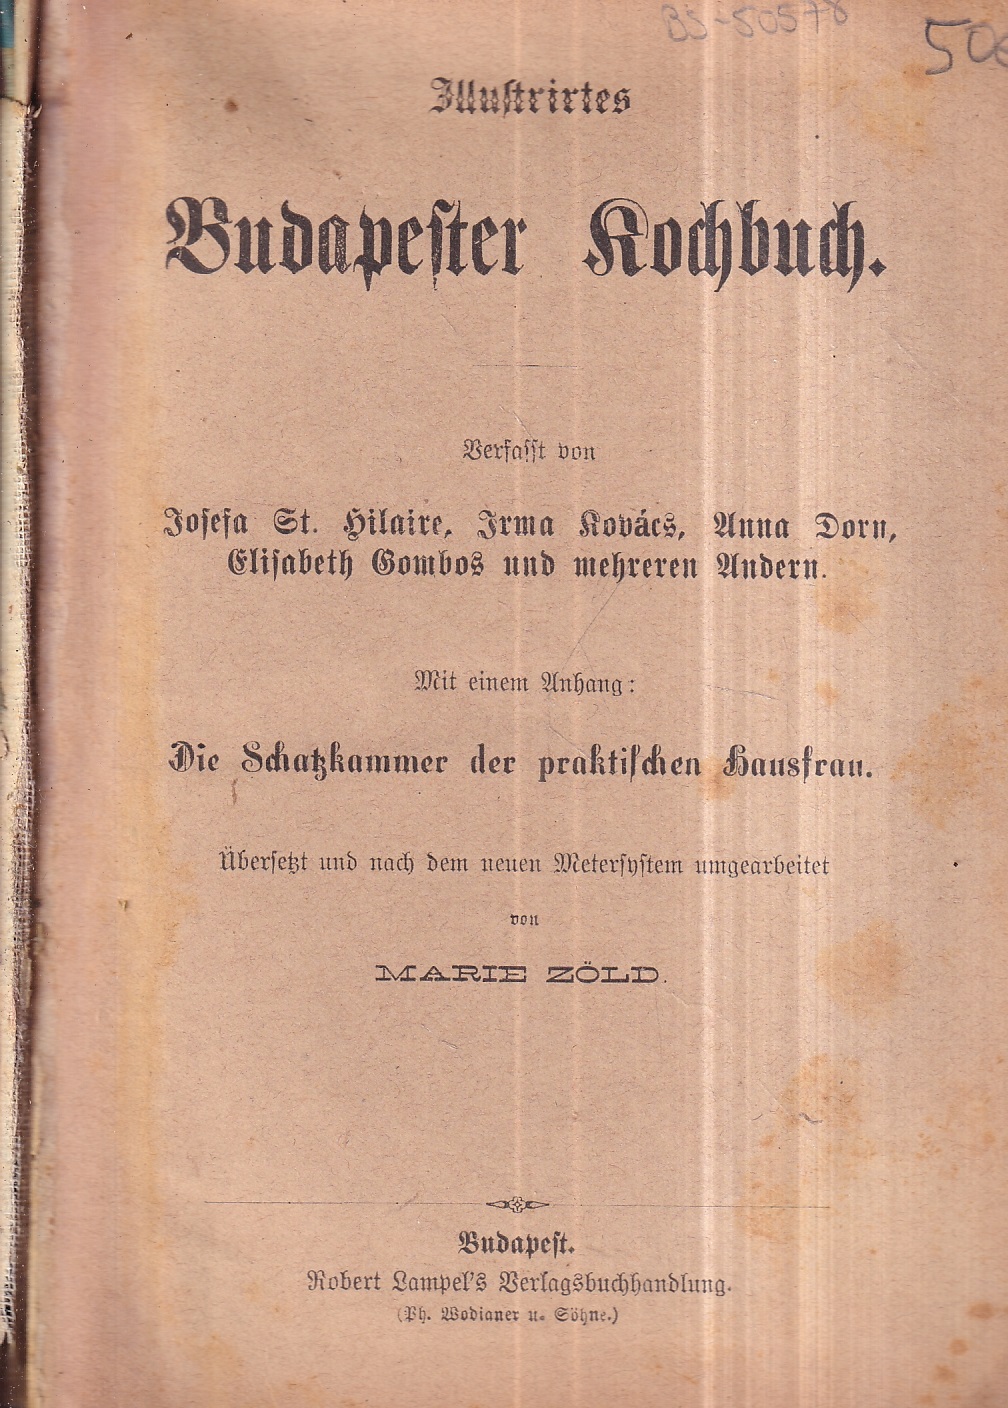 BS-50578
Illustrirtes
Budapester Kochbuch.
Verfasst von
Josefa St. Hilaire, Irma Kovács, Anna Dorn,
Elisabeth Gombos und mehreren Andern.
Mit einem Anhang:
Die Schatzkammer der praktischen Hausfrau.
Übersetzt und nach dem neuen Metersystem umgearbeitet
von
MARIE ZÖLD.
Budapest.
Robert Lampel's Verlagsbuchhandlung.
(Ph. Wodianer u. Söhne.)